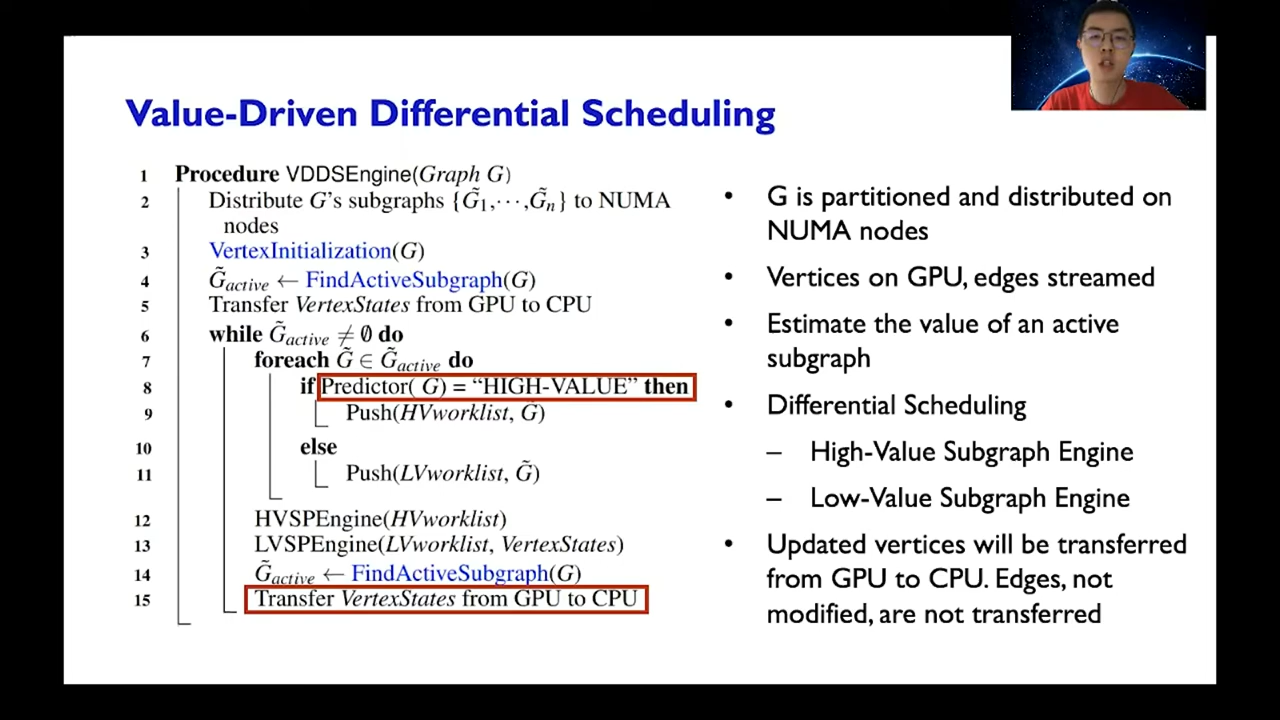 Value-Driven Differential Scheduling
1 Procedure VDDSEngine(Graph G)
2 Distribute G's subgraphs {G̃1,⋯,G̃n} to NUMA
nodes
3 VertexInitialization(G)
4 G̃active ← FindActiveSubgraph(G)
5 Transfer VertexStates from GPU to CPU
6 while G̃active ≠ ∅ do
7 foreach G̃ ∈ G̃active do
8 if Predictor( G̃) = “HIGH-VALUE” then
9 Push(HVworklist, G̃)
10 else
11 Push(LVworklist, G̃)
12 HVSPEngine(HVworklist)
13 LVSPEngine(LVworklist, VertexStates)
14 G̃active ← FindActiveSubgraph(G)
15 Transfer VertexStates from GPU to CPU
• G is partitioned and distributed on
NUMA nodes
• Vertices on GPU, edges streamed
• Estimate the value of an active
subgraph
• Differential Scheduling
– High-Value Subgraph Engine
– Low-Value Subgraph Engine
• Updated vertices will be transferred
from GPU to CPU. Edges, not
modified, are not transferred